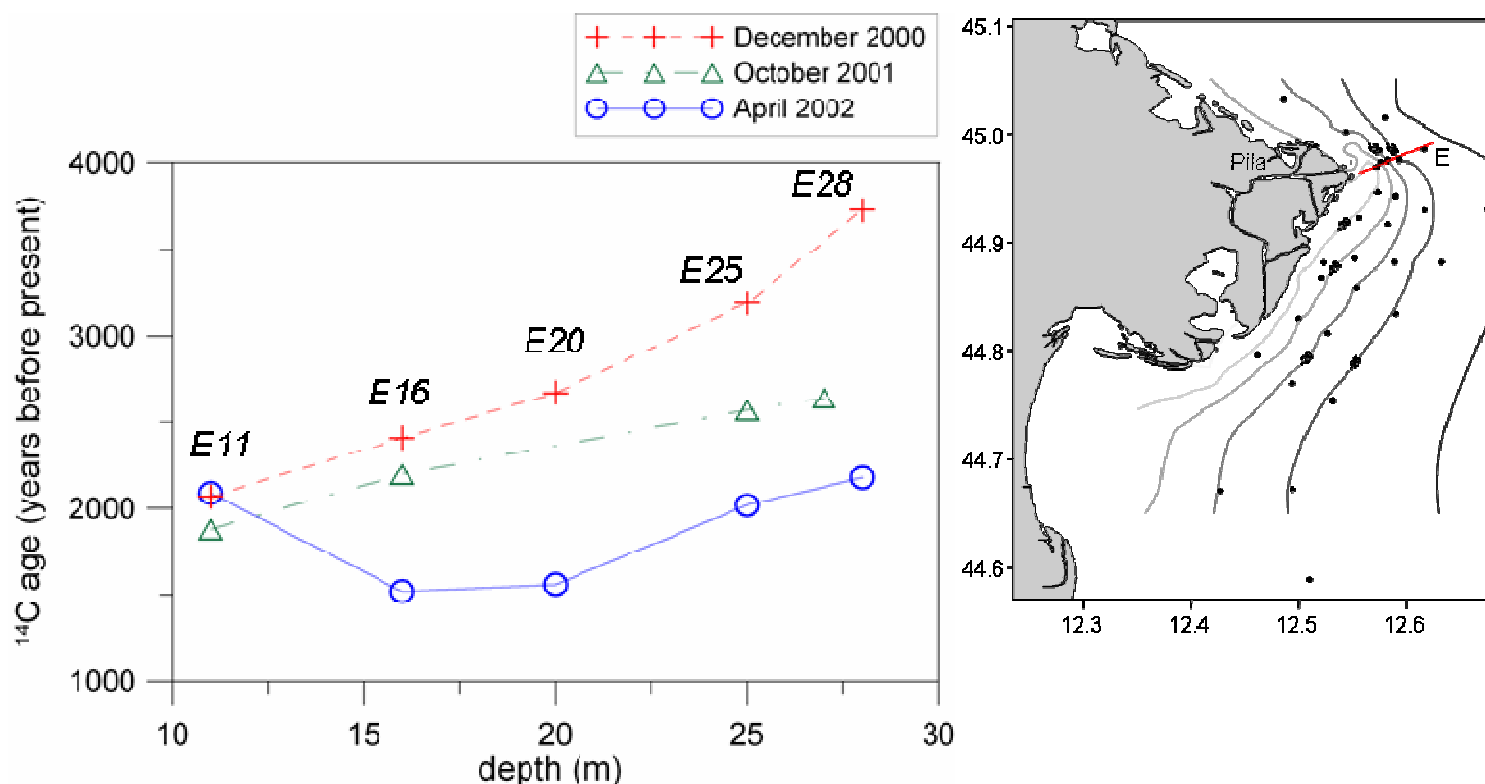 December 2000
October 2001
April 2002
4000
3000
2000
1000
10 15 20 25 30
¹⁴C age (years before present)
depth (m)
E11
E16
E20
E25
E28
45.1
45.0
44.9
44.8
44.7
44.6
12.3 12.4 12.5 12.6
Pila
E